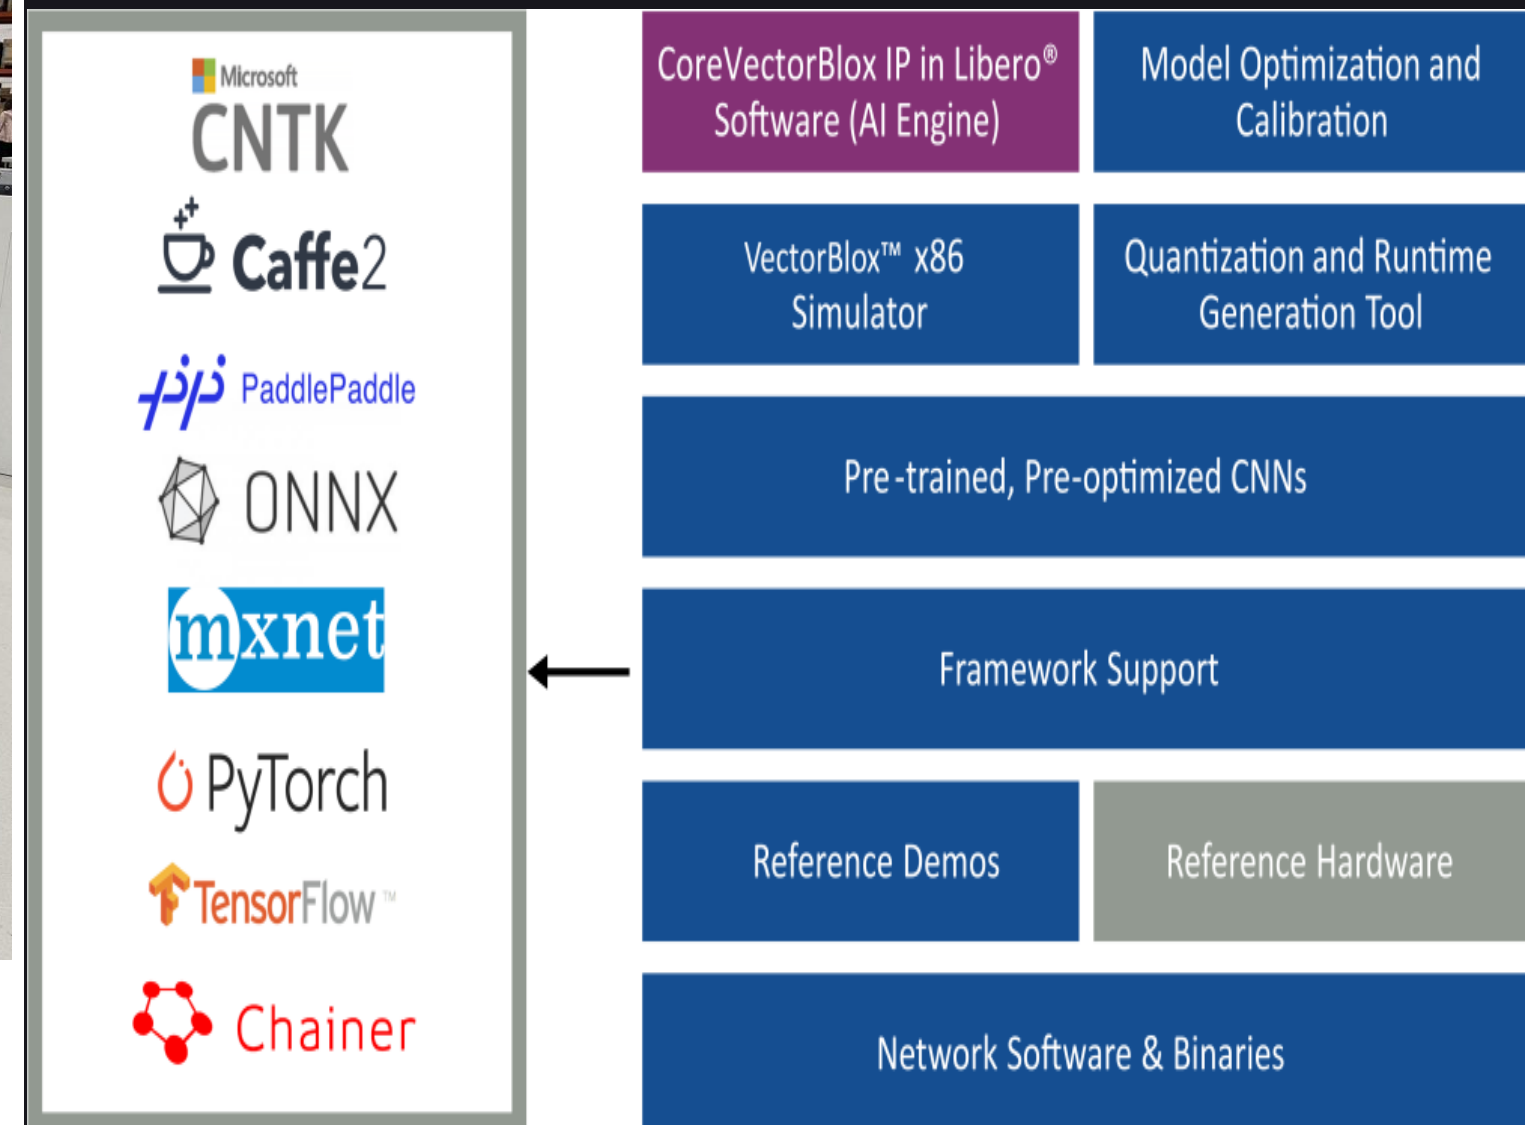 Microsoft
CNTK
Caffe2
PaddlePaddle
ONNX
mxnet
PyTorch
TensorFlow™
Chainer
CoreVectorBlox IP in Libero®
Software (AI Engine)
Model Optimization and
Calibration
VectorBlox™ x86
Simulator
Quantization and Runtime
Generation Tool
Pre-trained, Pre-optimized CNNs
Framework Support
Reference Demos
Reference Hardware
Network Software & Binaries